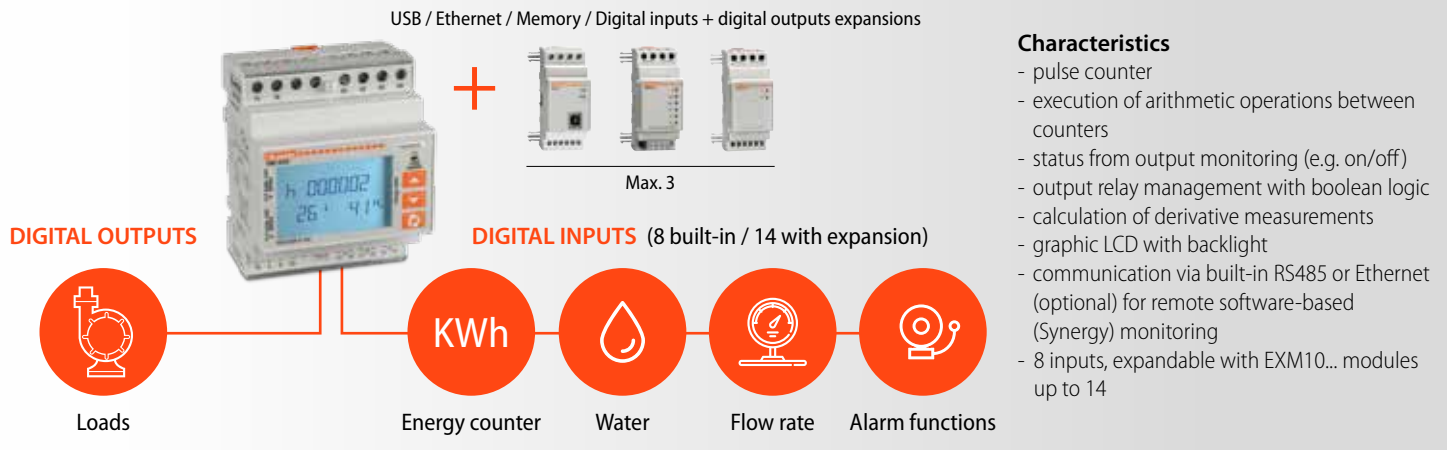 USB / Ethernet / Memory / Digital inputs + digital outputs expansions
Max. 3
DIGITAL OUTPUTS
DIGITAL INPUTS (8 built-in / 14 with expansion)
KWh
Loads
Energy counter
Water
Flow rate
Alarm functions
h 000002
26' 41"
Characteristics
- pulse counter
- execution of arithmetic operations between
counters
- status from output monitoring (e.g. on/off)
- output relay management with boolean logic
- calculation of derivative measurements
- graphic LCD with backlight
- communication via built-in RS485 or Ethernet
(optional) for remote software-based
(Synergy) monitoring
- 8 inputs, expandable with EXM10... modules
up to 14